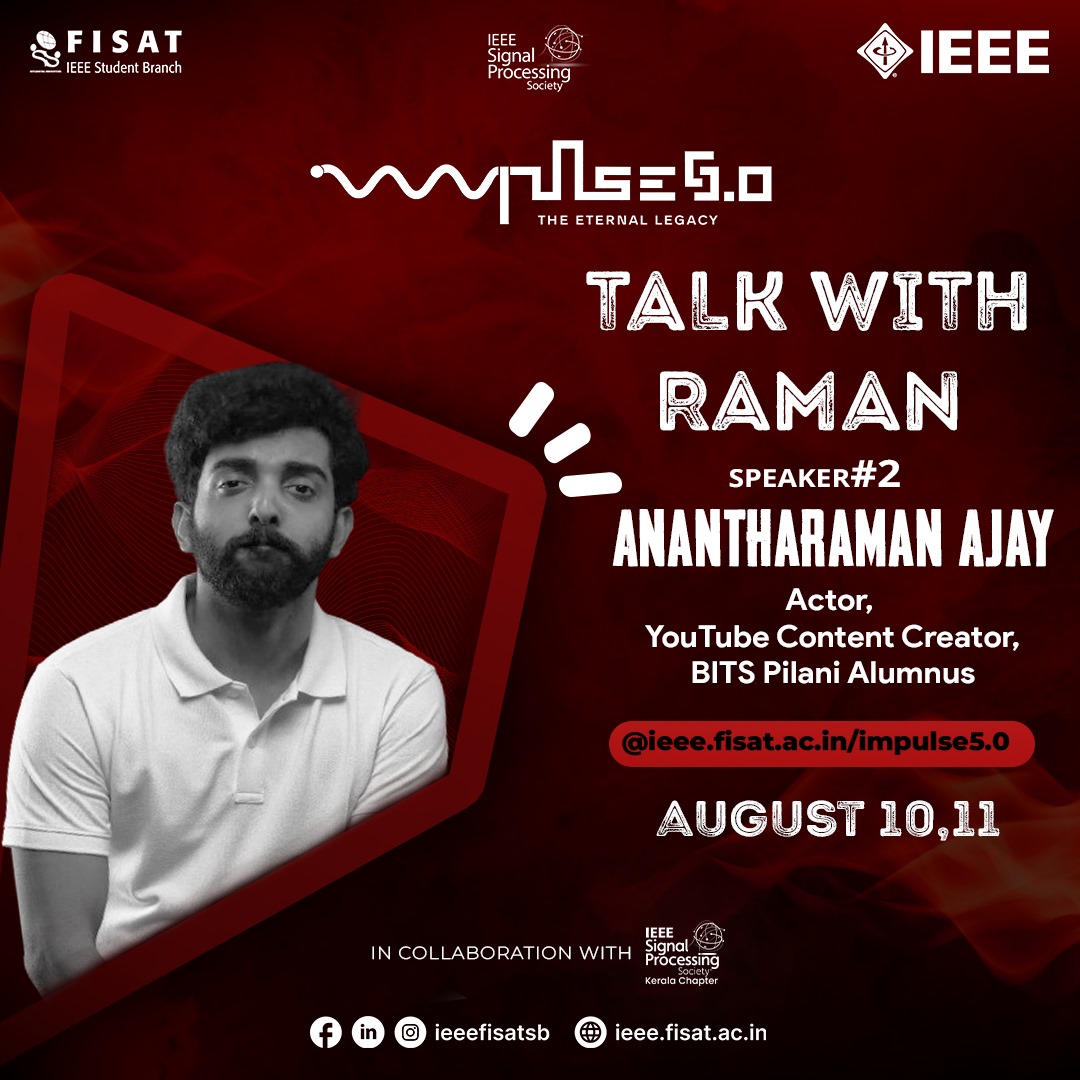 FISAT
IEEE Student Branch
IEEE
Signal
Processing
Society
IEEE
impulse5.0
THE ETERNAL LEGACY
TALK WITH
RAMAN
SPEAKER#2
ANANTHARAMAN AJAY
Actor,
YouTube Content Creator,
BITS Pilani Alumnus
@ieee.fisat.ac.in/impulse5.0
AUGUST 10,11
IN COLLABORATION WITH
IEEE
Signal
Processing
Society
Kerala Chapter
ieeefisatsb
ieee.fisat.ac.in